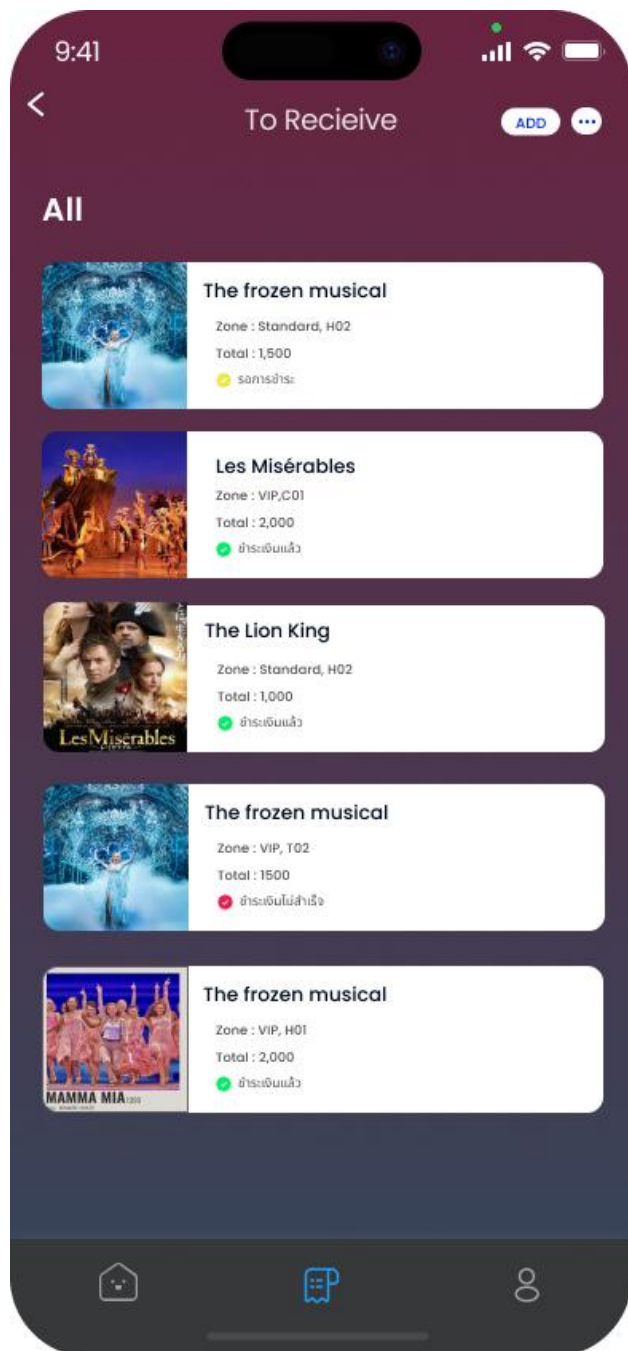 9:41
To Recieive
ADD
All
The frozen musical
Zone : Standard, H02
Total : 1,500
รอการชำระ
Les Misérables
Zone : VIP,C01
Total : 2,000
ชำระเงินแล้ว
The Lion King
Zone : Standard, H02
Total : 1,000
ชำระเงินแล้ว
Les Misérables
The frozen musical
Zone : VIP, T02
Total : 1500
ชำระเงินไม่สำเร็จ
The frozen musical
Zone : VIP, H01
Total : 2,000
ชำระเงินแล้ว
MAMMA MIA